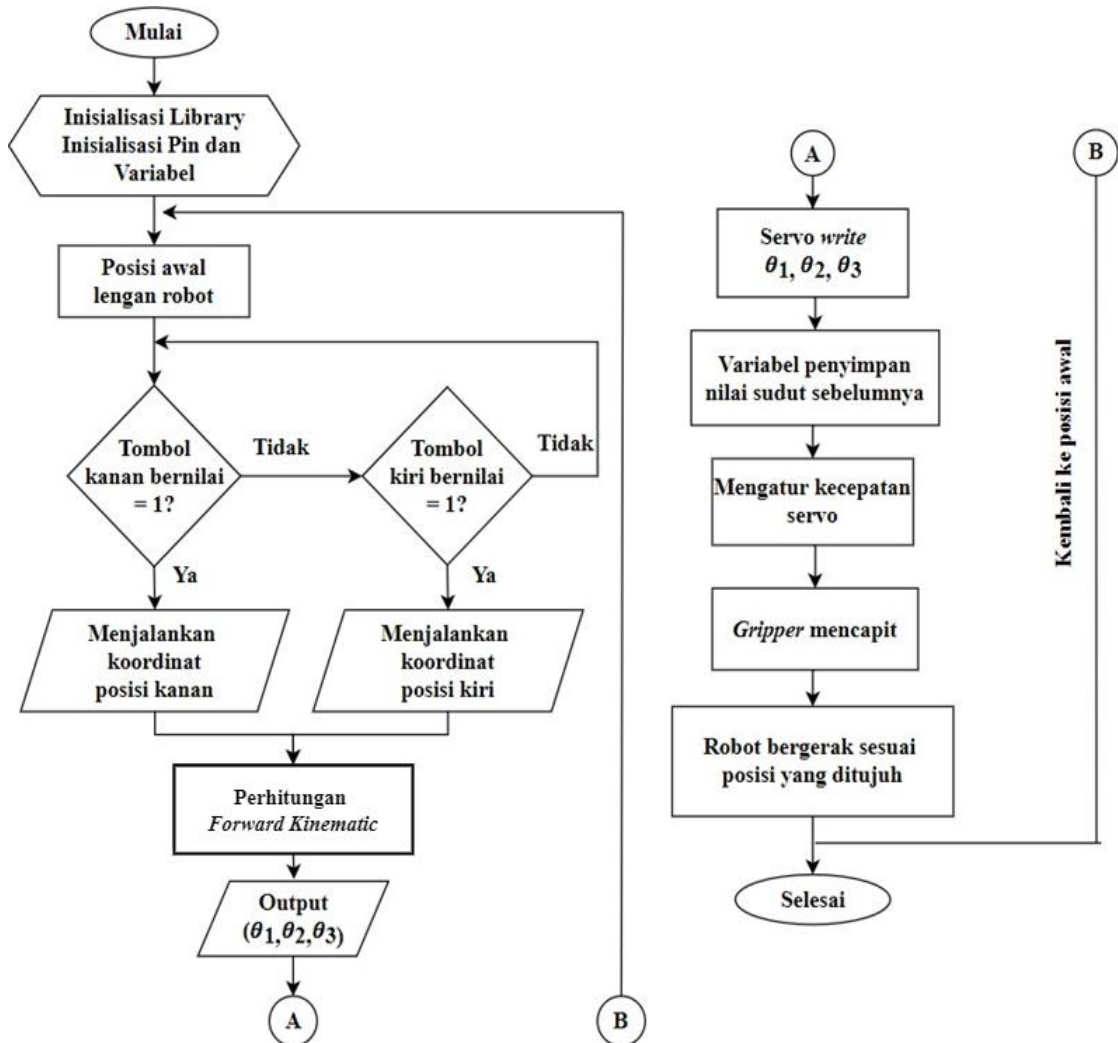 Mulai
Inisialisasi Library
Inisialisasi Pin dan
Variabel
Posisi awal
lengan robot
Tombol
kanan bernilai
= 1?
Tidak
Tombol
kiri bernilai
= 1?
Tidak
Ya
Ya
Menjalankan
koordinat
posisi kanan
Menjalankan
koordinat
posisi kiri
Perhitungan
Forward Kinematic
Output
(θ1,θ2,θ3)
A
B
A
B
Servo write
θ1, θ2, θ3
Variabel penyimpan
nilai sudut sebelumnya
Mengatur kecepatan
servo
Gripper mencapit
Robot bergerak sesuai
posisi yang ditujuh
Selesai
Kembali ke posisi awal